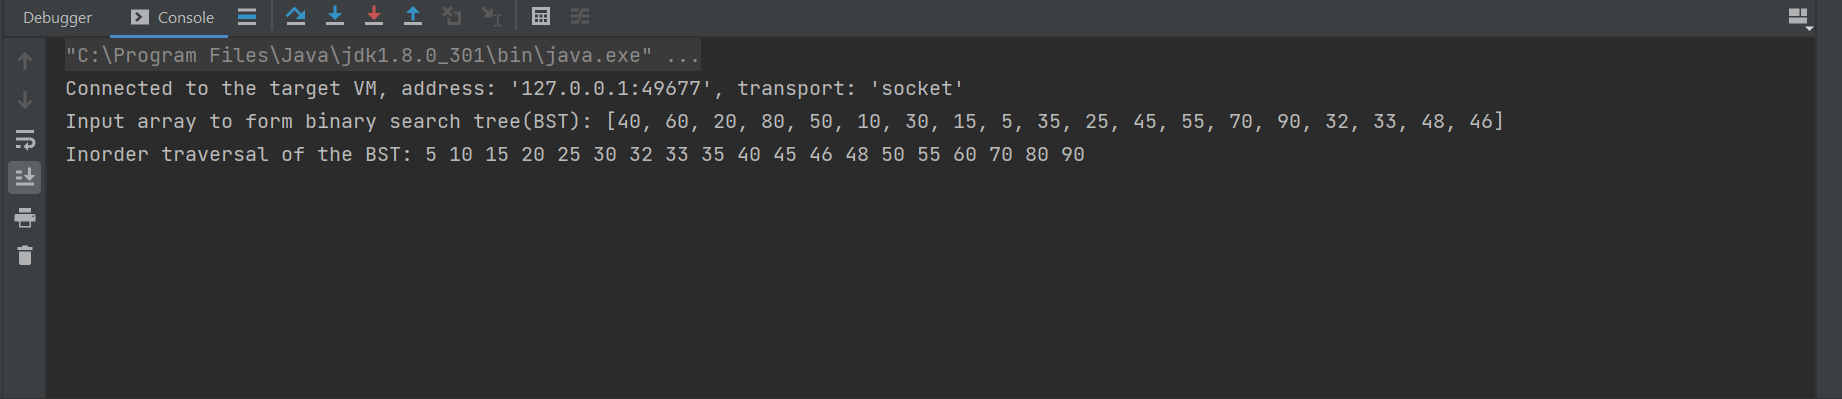 Debugger Console
"C:\Program Files\Java\jdk1.8.0_301\bin\java.exe" ...
Connected to the target VM, address: '127.0.0.1:49677', transport: 'socket'
Input array to form binary search tree(BST): [40, 60, 20, 80, 50, 10, 30, 15, 5, 35, 25, 45, 55, 70, 90, 32, 33, 48, 46]
Inorder traversal of the BST: 5 10 15 20 25 30 32 33 35 40 45 46 48 50 55 60 70 80 90